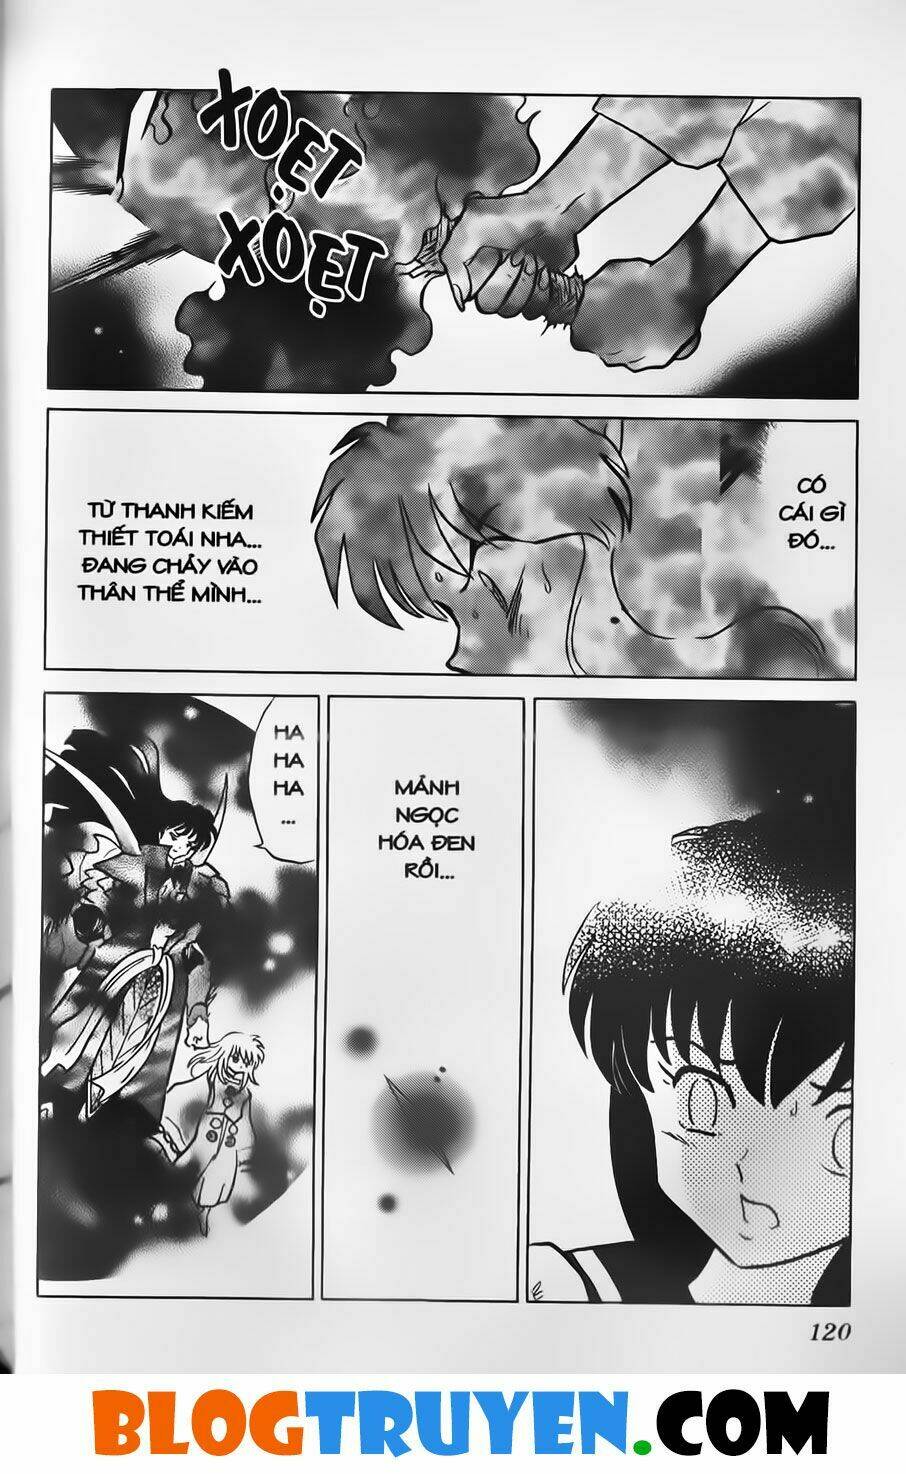 XOẸT
XOẸT
CÓ
CÁI GÌ
ĐÓ...
TỪ THANH KIẾM
THIẾT TOÁI NHA...
ĐANG CHẢY VÀO
THÂN THỂ MÌNH...
HA
HA
HA
...
MẢNH
NGỌC
HÓA ĐEN
RỒI...
120
BLOGTRUYEN.COM